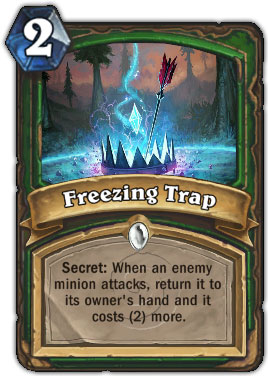 2
Freezing Trap
Secret: When an enemy
minion attacks, return it to
its owner's hand and it
costs (2) more.